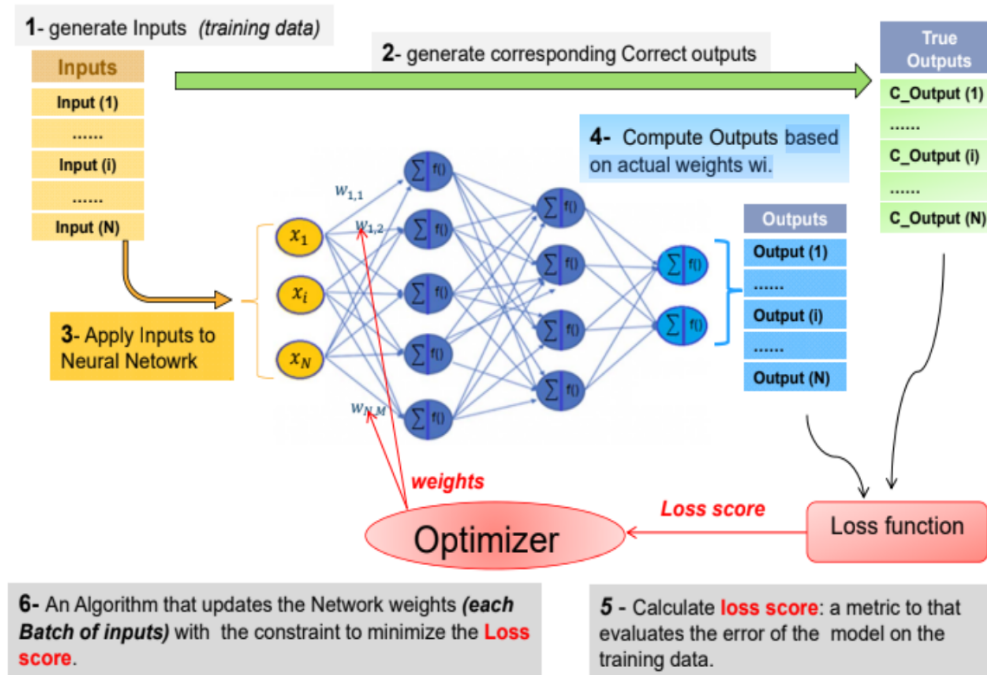 1- generate Inputs (training data)
2- generate corresponding Correct outputs
True
Outputs
C_Output (1)
......
C_Output (i)
......
C_Output (N)
Inputs
Input (1)
......
Input (i)
......
Input (N)
4- Compute Outputs based
on actual weights wi.
3- Apply Inputs to
Neural Netowrk
x1
xi
xN
w1,1
w1,2
wN,M
∑ f()
∑ f()
∑ f()
∑ f()
∑ f()
∑ f()
∑ f()
∑ f()
∑ f()
∑ f()
∑ f()
Outputs
Output (1)
......
Output (i)
......
Output (N)
weights
Optimizer
Loss score
Loss function
6- An Algorithm that updates the Network weights (each
Batch of inputs) with the constraint to minimize the Loss
score.
5 - Calculate loss score: a metric to that
evaluates the error of the model on the
training data.